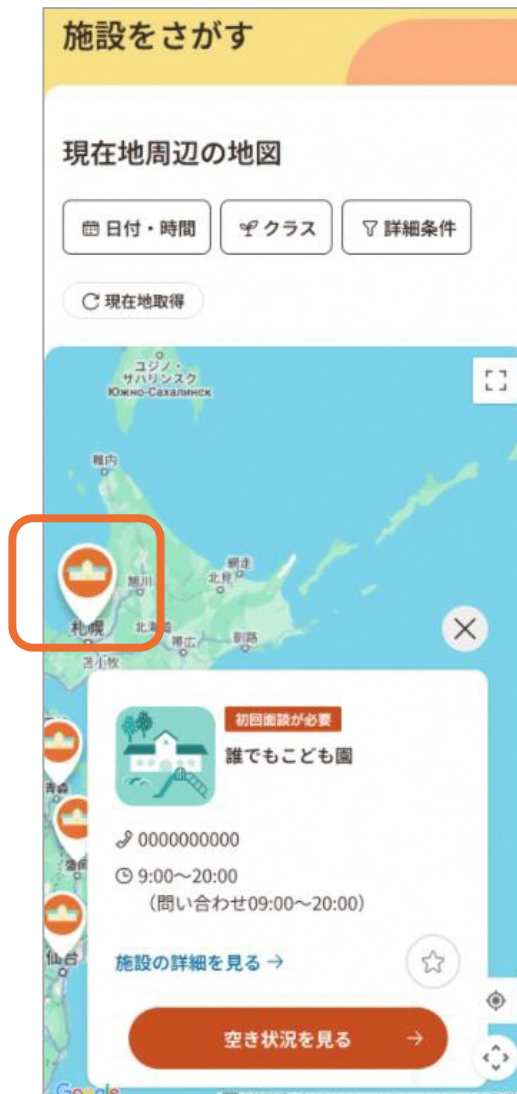 施設をさがす
現在地周辺の地図
日付・時間
クラス
詳細条件
現在地取得
ユジノ・
サハリンスク
Южно-Сахалинск
稚内
網走
旭川
北見
札幌
帯広
釧路
苫小牧
初回面談が必要
誰でもこども園
青森
0000000000
9:00～20:00
（問い合わせ09:00～20:00）
仙台
施設の詳細を見る →
空き状況を見る →
Google